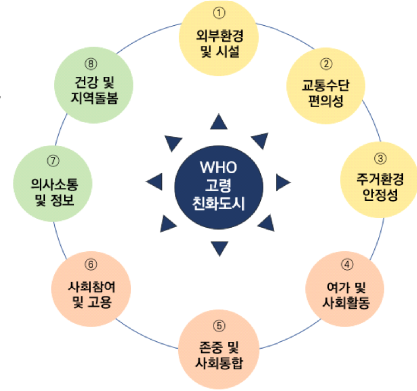 ①
외부환경
및 시설
②
교통수단
편의성
③
주거환경
안정성
④
여가 및
사회활동
⑤
존중 및
사회통합
⑥
사회참여
및 고용
⑦
의사소통
및 정보
⑧
건강 및
지역돌봄
WHO
고령
친화도시